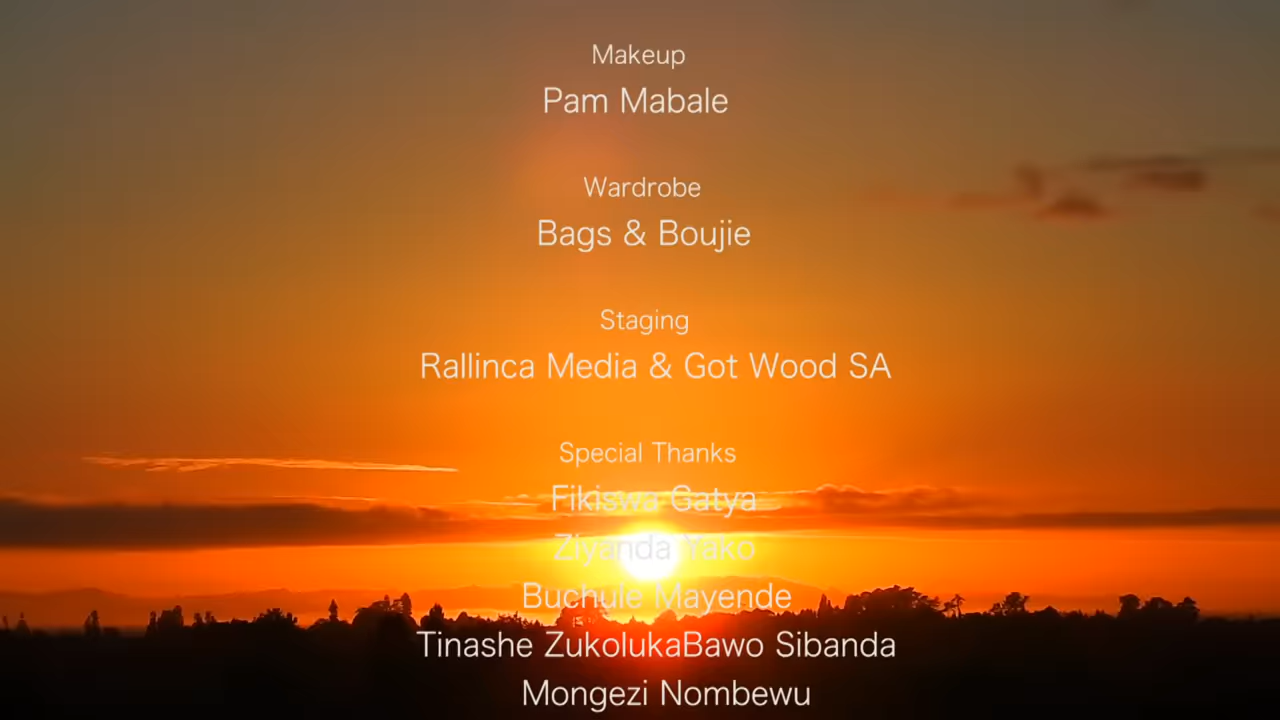 Makeup
Pam Mabale
Wardrobe
Bags & Boujie
Staging
Rallinca Media & Got Wood SA
Special Thanks
Fikiswa Gatya
Ziyanda Yako
Buchule Mayende
Tinashe ZukolukaBawo Sibanda
Mongezi Nombewu